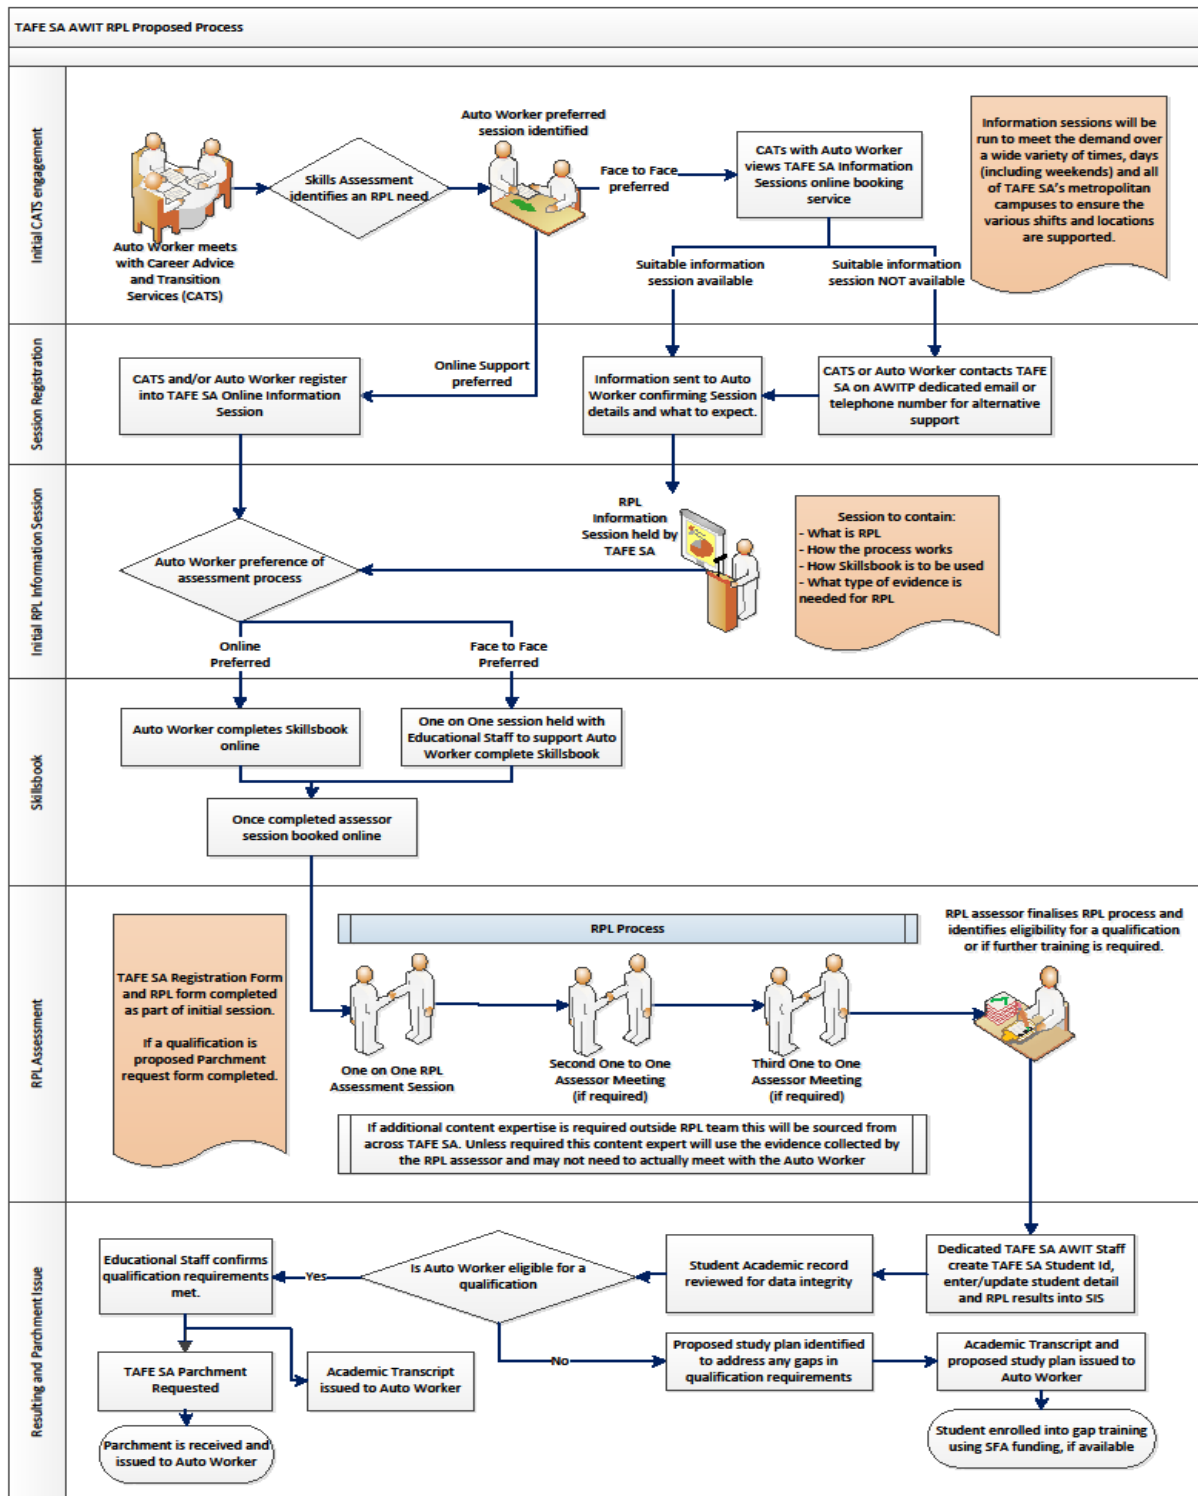 TAFE SA AWIT RPL Proposed Process
Initial CATS engagement
Auto Worker meets
with Career Advice
and Transition
Services (CATS)
Skills Assessment
identifies an RPL need
Auto Worker preferred
session identified
Face to Face
preferred
CATs with Auto Worker
views TAFE SA Information
Sessions online booking
service
Information sessions will be
run to meet the demand over
a wide variety of times, days
(including weekends) and all
of TAFE SA's metropolitan
campuses to ensure the
various shifts and locations
are supported.
Suitable information
session available
Suitable information
session NOT available
Session Registration
Online Support
preferred
CATS and/or Auto Worker register
into TAFE SA Online Information
Session
Information sent to Auto
Worker confirming Session
details and what to expect.
CATS or Auto Worker contacts TAFE
SA on AWITP dedicated email or
telephone number for alternative
support
Initial RPL Information Session
Auto Worker preference of
assessment process
RPL
Information
Session held by
TAFE SA
Session to contain:
- What is RPL
- How the process works
- How Skillsbook is to be used
- What type of evidence is
needed for RPL
Online
Preferred
Face to Face
Preferred
Skillsbook
Auto Worker completes Skillsbook
online
One on One session held with
Educational Staff to support Auto
Worker complete Skillsbook
Once completed assessor
session booked online
RPL Assessment
TAFE SA Registration Form
and RPL form completed
as part of initial session.
If a qualification is
proposed Parchment
request form completed.
RPL Process
One on One RPL
Assessment Session
Second One to One
Assessor Meeting
(if required)
Third One to One
Assessor Meeting
(if required)
RPL assessor finalises RPL process and
identifies eligibility for a qualification
or if further training is required.
If additional content expertise is required outside RPL team this will be sourced from
across TAFE SA. Unless required this content expert will use the evidence collected by
the RPL assessor and may not need to actually meet with the Auto Worker
Resulting and Parchment Issue
Dedicated TAFE SA AWIT Staff
create TAFE SA Student Id,
enter/update student detail
and RPL results into SIS
Student Academic record
reviewed for data integrity
Is Auto Worker eligible for a
qualification
Yes
Educational Staff confirms
qualification requirements
met.
TAFE SA Parchment
Requested
Academic Transcript
issued to Auto Worker
Parchment is received and
issued to Auto Worker
No
Proposed study plan identified
to address any gaps in
qualification requirements
Academic Transcript and
proposed study plan issued to
Auto Worker
Student enrolled into gap training
using SFA funding, if available